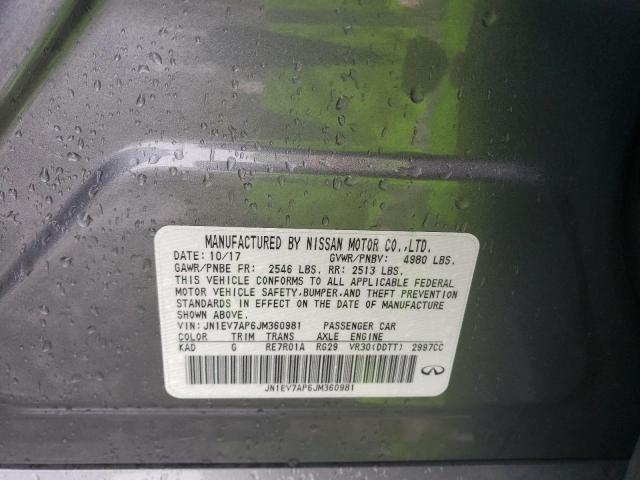 MANUFACTURED BY NISSAN MOTOR CO.,LTD.
DATE: 10/17 GVWR/PNBV: 4980 LBS.
GAWR/PNBE FR: 2546 LBS. RR: 2513 LBS.
THIS VEHICLE CONFORMS TO ALL APPLICABLE FEDERAL
MOTOR VEHICLE SAFETY, BUMPER, AND THEFT PREVENTION
STANDARDS IN EFFECT ON THE DATE OF MANUFACTURE
SHOWN ABOVE.
VIN: JN1EV7AP6JM360981 PASSENGER CAR
COLOR TRIM TRANS AXLE ENGINE
KAD G RE7R01A RG29 VR30(DDTT) 2997CC
JN1EV7AP6JM360981